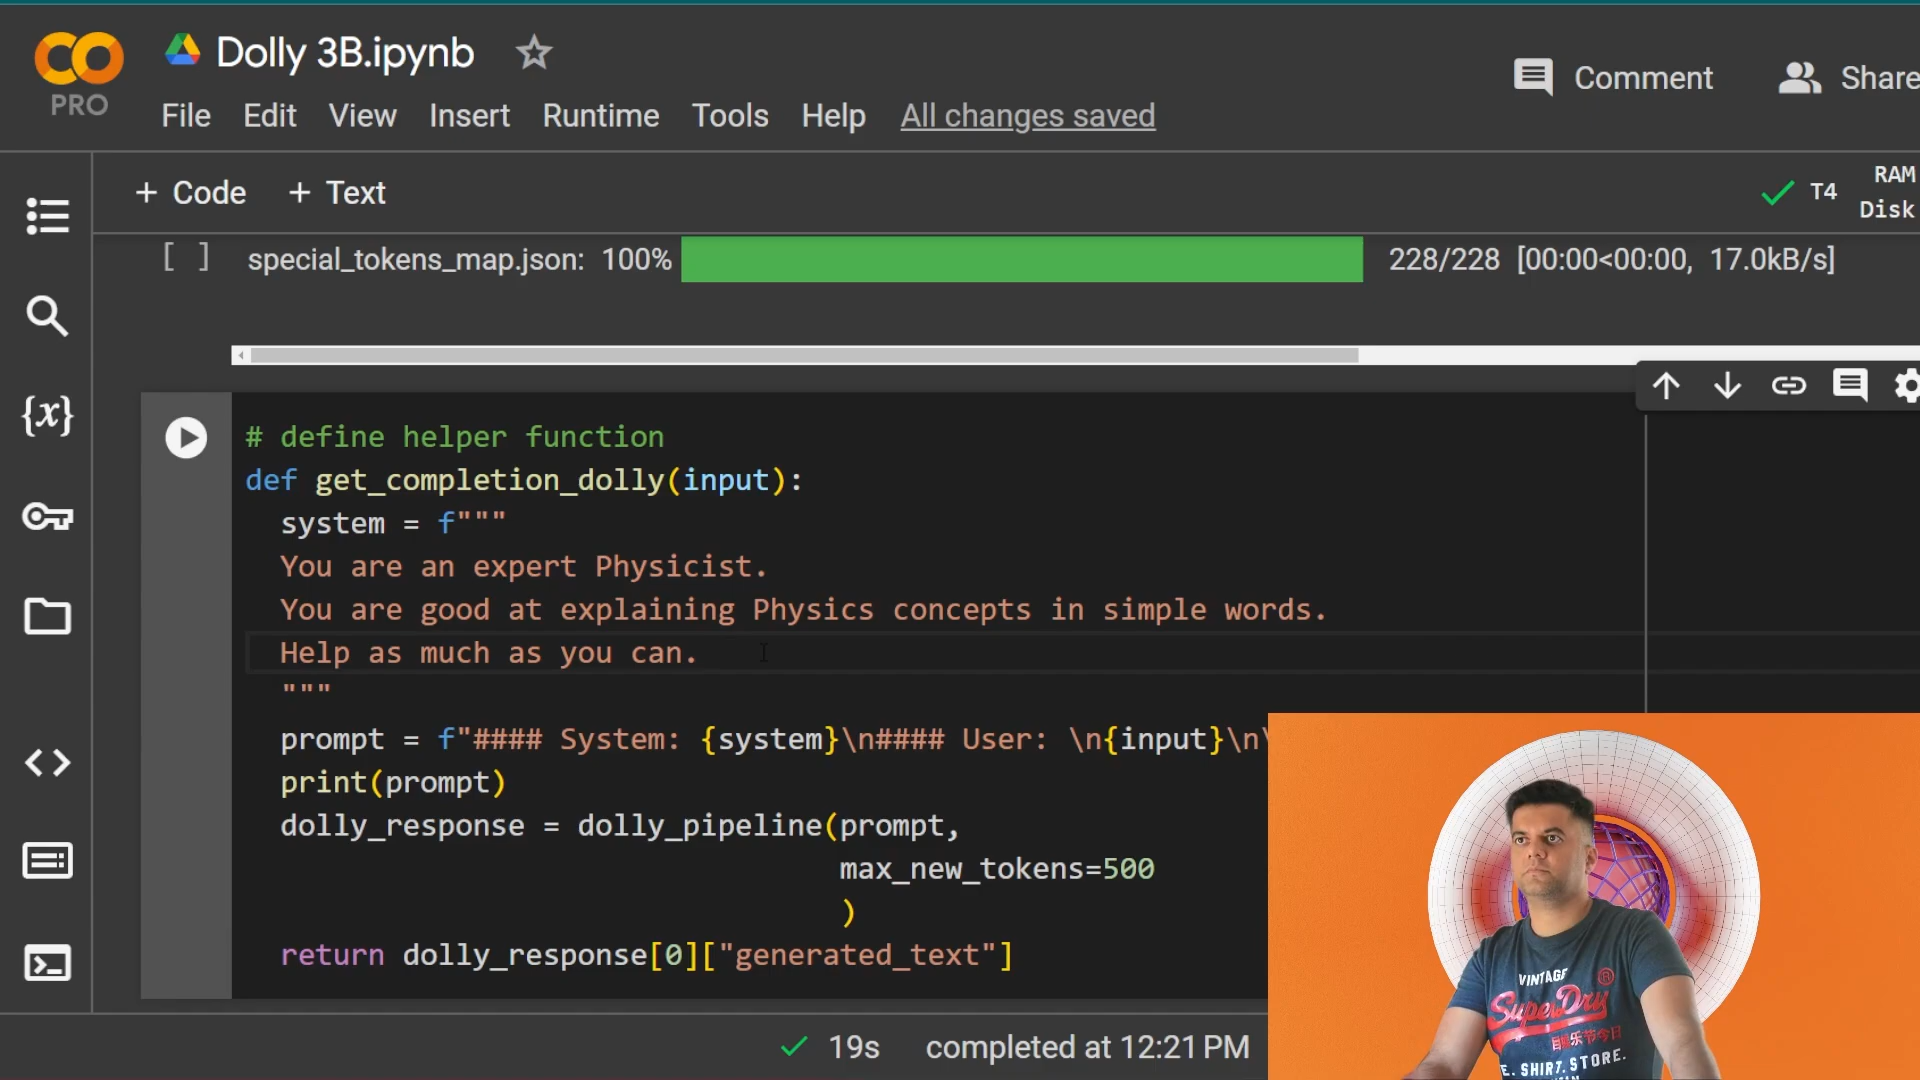 Dolly 3B.ipynb
PRO
File Edit View Insert Runtime Tools Help All changes saved
Comment Share
+ Code + Text
T4 RAM
Disk
[ ] special_tokens_map.json: 100% 228/228 [00:00<00:00, 17.0kB/s]
{x}
# define helper function
def get_completion_dolly(input):
system = f"""
You are an expert Physicist.
You are good at explaining Physics concepts in simple words.
Help as much as you can.
"""
prompt = f"#### System: {system}\n#### User: \n{input}\n\
print(prompt)
dolly_response = dolly_pipeline(prompt,
max_new_tokens=500
)
return dolly_response[0]["generated_text"]
19s completed at 12:21 PM
VINTAGE ®
SuperDry
E. SHIRT. STORE.